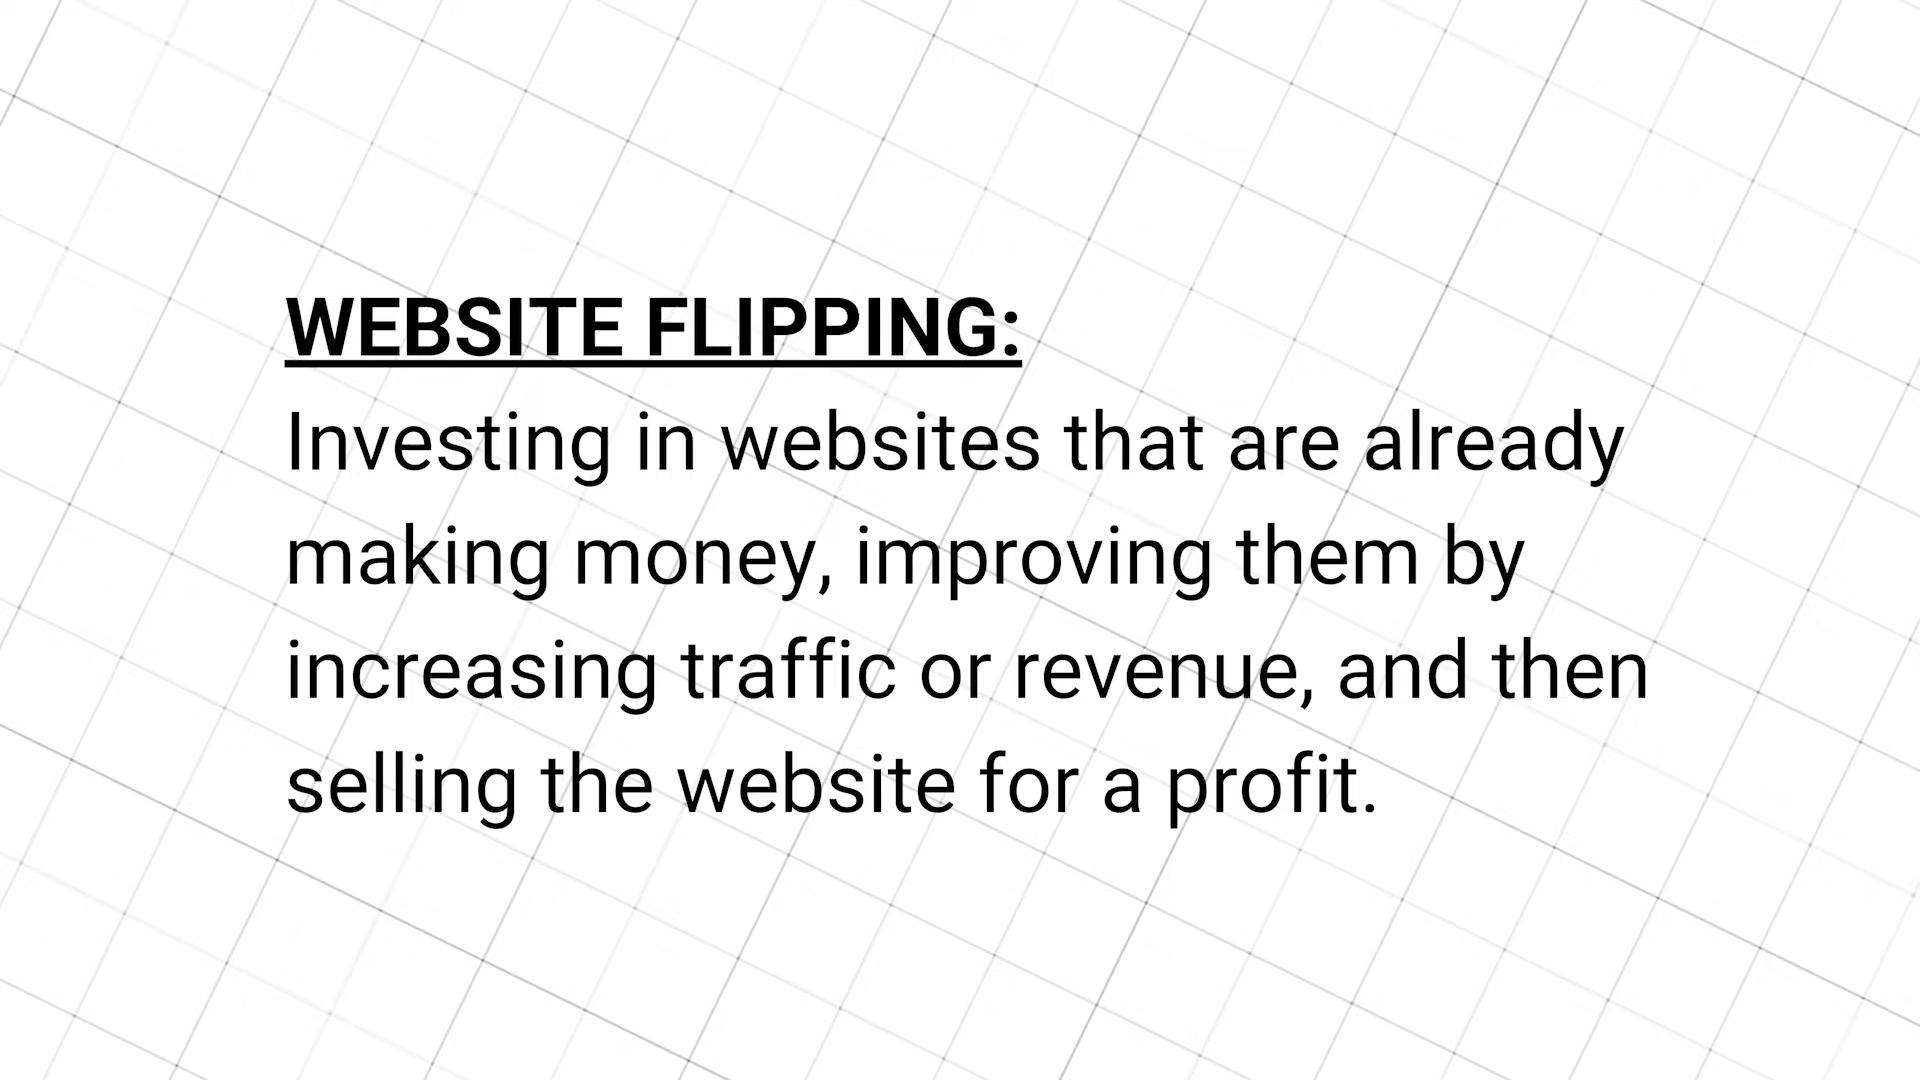 WEBSITE FLIPPING:
Investing in websites that are already
making money, improving them by
increasing traffic or revenue, and then
selling the website for a profit.